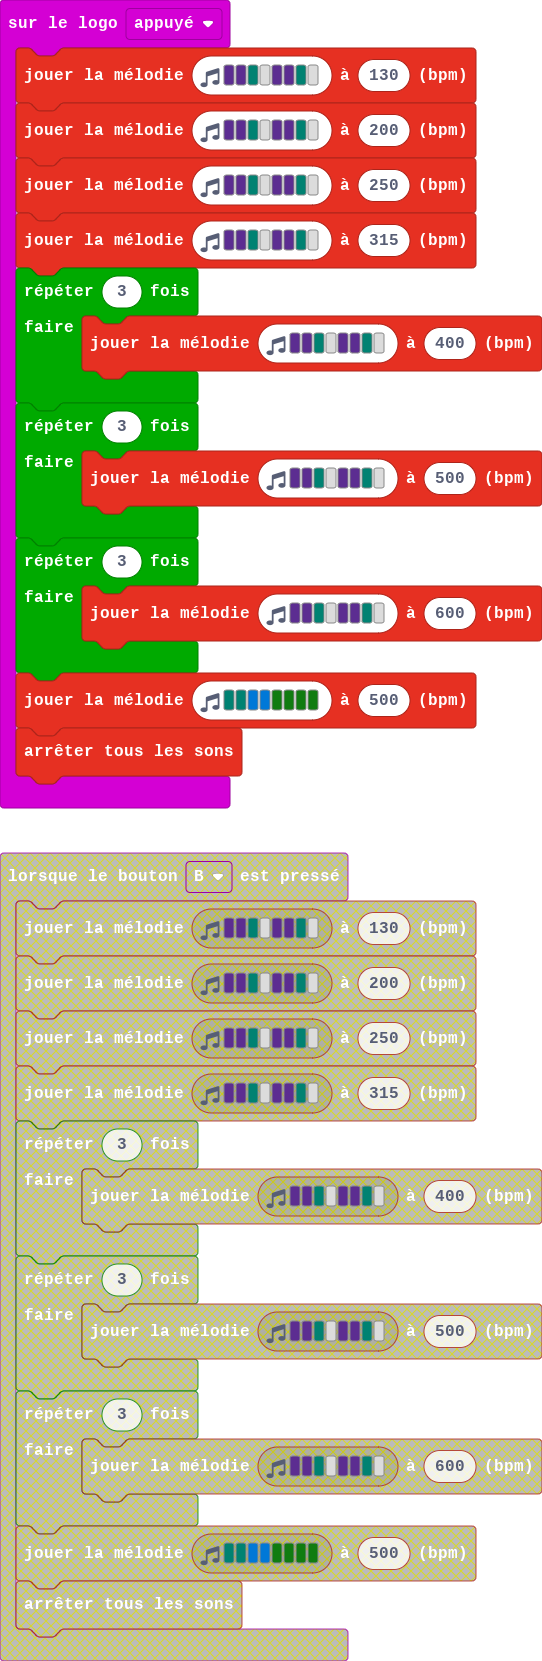 sur le logo appuyé
jouer la mélodie à 130 (bpm)
jouer la mélodie à 200 (bpm)
jouer la mélodie à 250 (bpm)
jouer la mélodie à 315 (bpm)
répéter 3 fois
faire jouer la mélodie à 400 (bpm)
répéter 3 fois
faire jouer la mélodie à 500 (bpm)
répéter 3 fois
faire jouer la mélodie à 600 (bpm)
jouer la mélodie à 500 (bpm)
arrêter tous les sons
lorsque le bouton B est pressé
jouer la mélodie à 130 (bpm)
jouer la mélodie à 200 (bpm)
jouer la mélodie à 250 (bpm)
jouer la mélodie à 315 (bpm)
répéter 3 fois
faire jouer la mélodie à 400 (bpm)
répéter 3 fois
faire jouer la mélodie à 500 (bpm)
répéter 3 fois
faire jouer la mélodie à 600 (bpm)
jouer la mélodie à 500 (bpm)
arrêter tous les sons